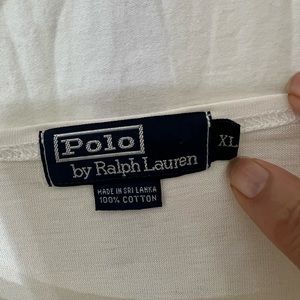 Polo
by Ralph Lauren
XL
MADE IN SRI LANKA
100% COTTON